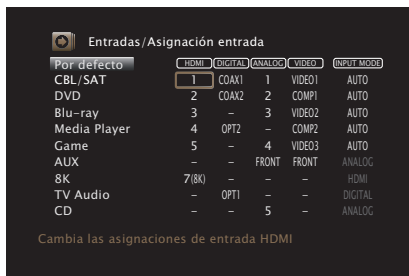 Entradas/Asignación entrada
Por defecto HDMI DIGITAL ANALOG VIDEO INPUT MODE
CBL/SAT 1 COAX1 1 VIDEO1 AUTO
DVD 2 COAX2 2 COMP1 AUTO
Blu-ray 3 – 3 VIDEO2 AUTO
Media Player 4 OPT2 – COMP2 AUTO
Game 5 – 4 VIDEO3 AUTO
AUX – – FRONT FRONT ANALOG
8K 7(8K) – – – HDMI
TV Audio – OPT1 – – DIGITAL
CD – – 5 – ANALOG
Cambia las asignaciones de entrada HDMI